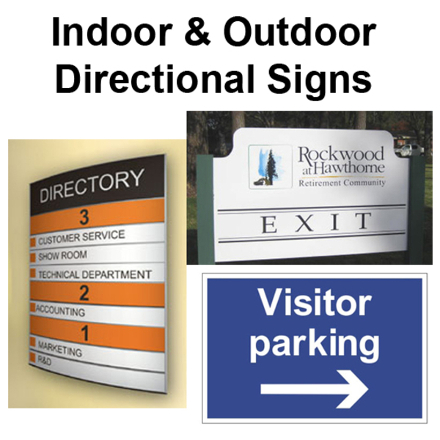 Indoor & Outdoor
Directional Signs
DIRECTORY
3
CUSTOMER SERVICE
SHOW ROOM
TECHNICAL DEPARTMENT
2
ACCOUNTING
1
MARKETING
R&D
Rockwood
at Hawthorne
Retirement Community
EXIT
Visitor
parking